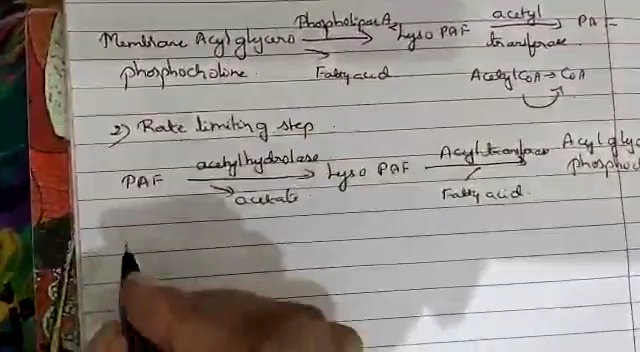 Phospholipase A₂ acetyl
Membrane Acylglycero → Lyso PAF → PAF
phosphocholine. Fatty acid transferase.
Acetyl CoA → CoA
2) Rate limiting step.
acetylhydrolase Acyltransferase Acylglyc
PAF → Lyso PAF → phosphoc
acetate Fatty acid.